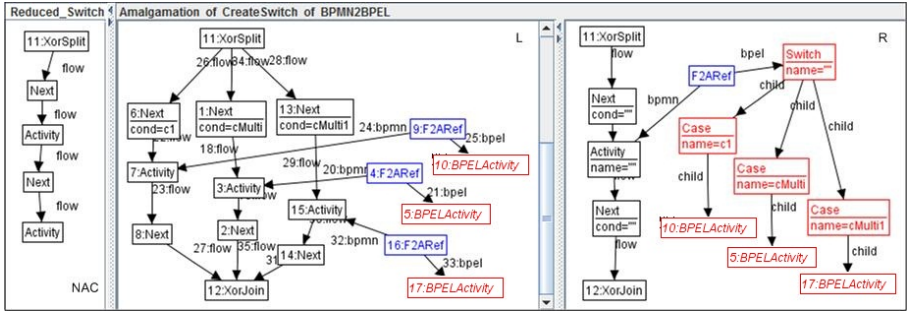 Reduced_Switch
Amalgamation of CreateSwitch of BPMN2BPEL
11:XorSplit
flow
Next
flow
Activity
flow
Next
flow
Activity
NAC
L
11:XorSplit
26:flow
34:flow
28:flow
6:Next
cond=c1
1:Next
cond=cMulti
13:Next
cond=cMulti1
24:bpmn
9:F2ARef
25:bpel
10:BPELActivity
18:flow
29:flow
7:Activity
20:bpmn
4:F2ARef
23:flow
3:Activity
21:bpel
5:BPELActivity
15:Activity
8:Next
2:Next
32:bpmn
16:F2ARef
27:flow
35:flow
14:Next
33:bpel
12:XorJoin
17:BPELActivity
R
11:XorSplit
flow
bpel
Switch
name=""
F2ARef
Next
cond=""
bpmn
child
child
child
Case
name=c1
Activity
name=""
Case
name=cMulti
child
child
Next
cond=""
Case
name=cMulti1
10:BPELActivity
flow
child
5:BPELActivity
12:XorJoin
17:BPELActivity